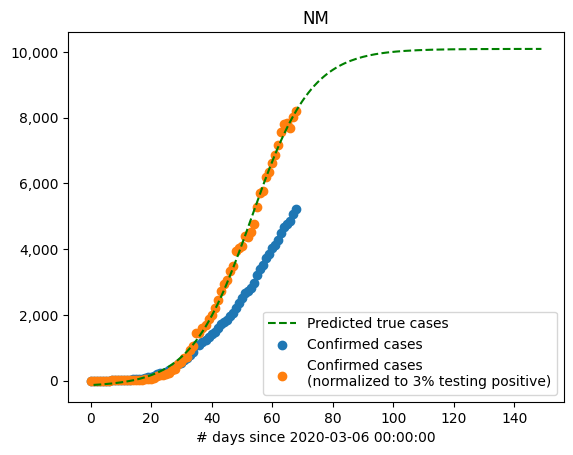 NM
10,000
8,000
6,000
4,000
2,000
0
Predicted true cases
Confirmed cases
Confirmed cases
(normalized to 3% testing positive)
0 20 40 60 80 100 120 140
# days since 2020-03-06 00:00:00